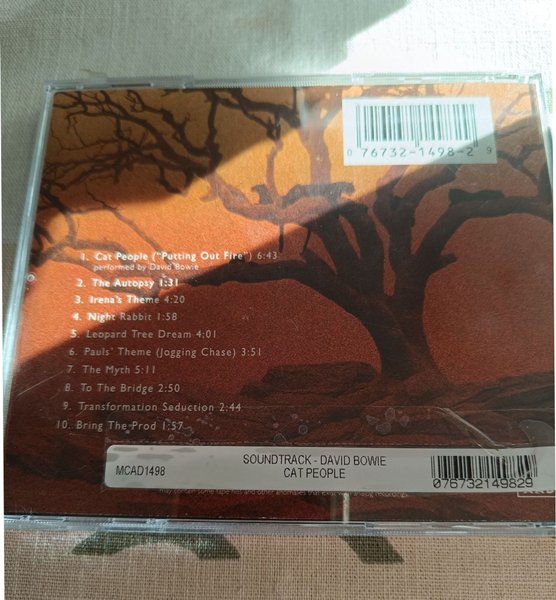 0 76732-1498-2 9
1. Cat People ("Putting Out Fire") 6:43
performed by David Bowie
2. The Autopsy 1:31
3. Irena's Theme 4:20
4. Night Rabbit 1:58
5. Leopard Tree Dream 4:01
6. Pauls' Theme (Jogging Chase) 3:51
7. The Myth 5:11
8. To The Bridge 2:50
9. Transformation Seduction 2:44
10. Bring The Prod 1:57
SOUNDTRACK - DAVID BOWIE
MCAD1498 CAT PEOPLE 076732149829